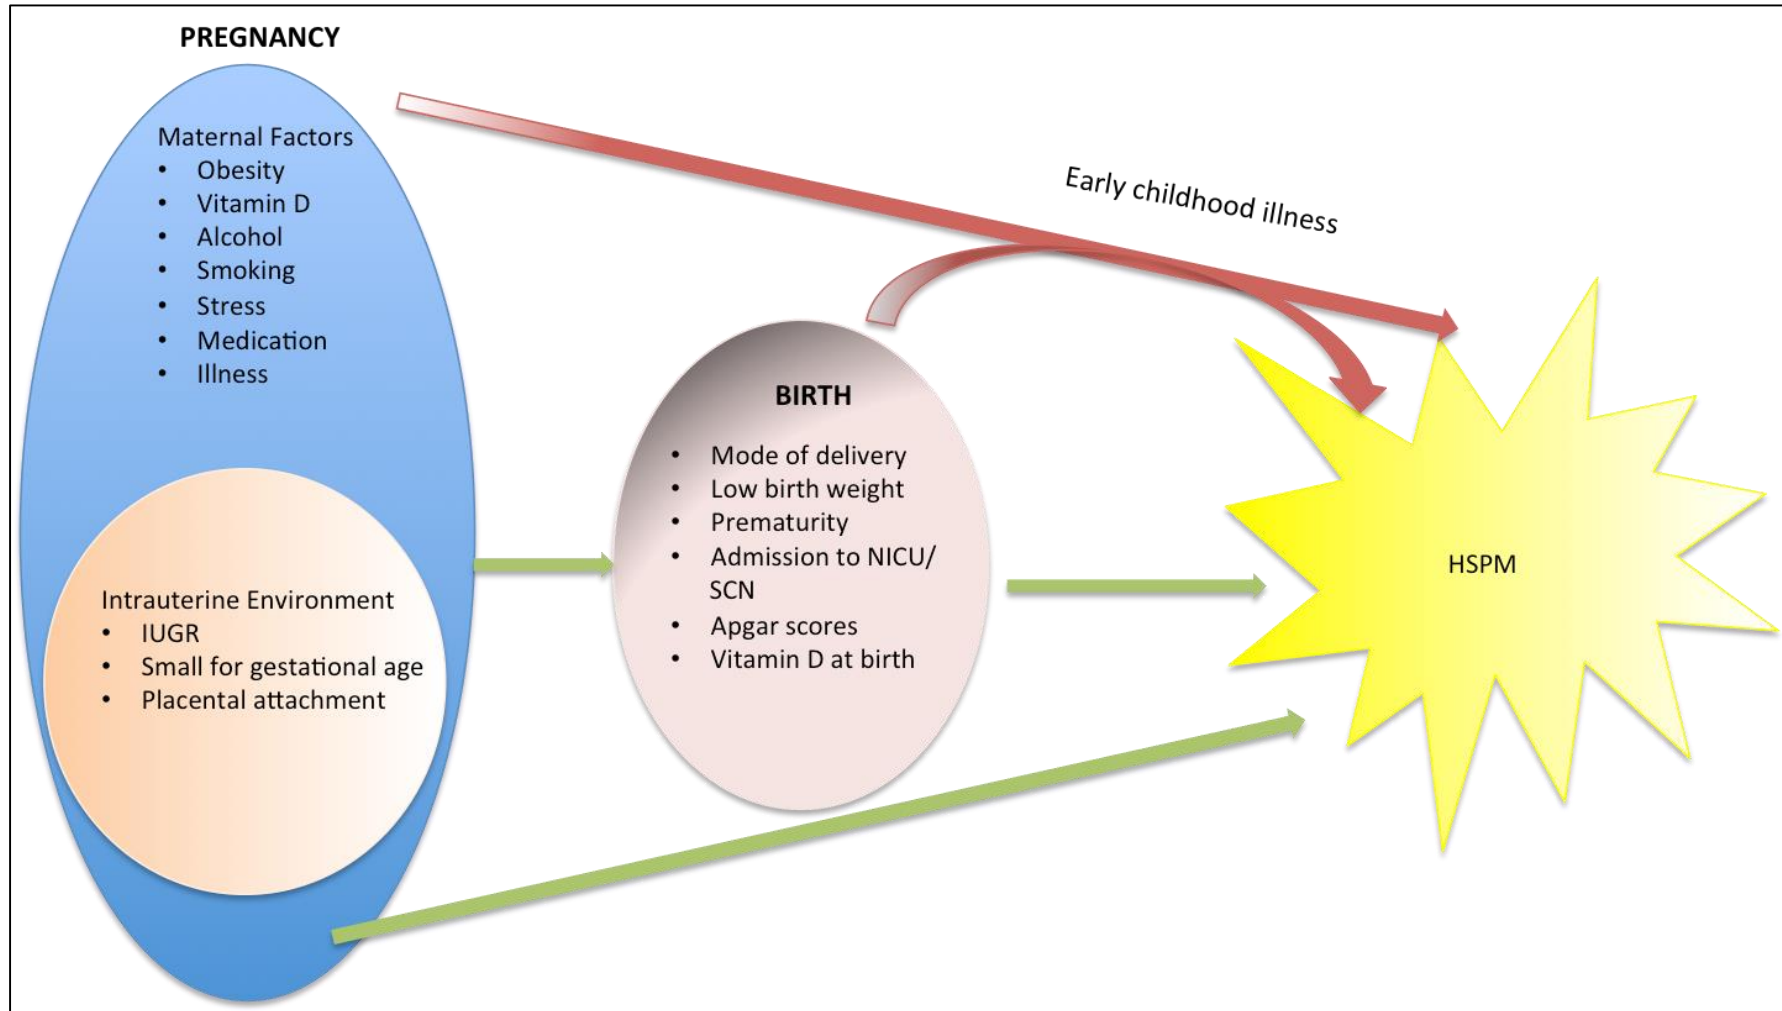 PREGNANCY
Maternal Factors
• Obesity
• Vitamin D
• Alcohol
• Smoking
• Stress
• Medication
• Illness
Intrauterine Environment
• IUGR
• Small for gestational age
• Placental attachment
BIRTH
• Mode of delivery
• Low birth weight
• Prematurity
• Admission to NICU/
SCN
• Apgar scores
• Vitamin D at birth
Early childhood illness
HSPM